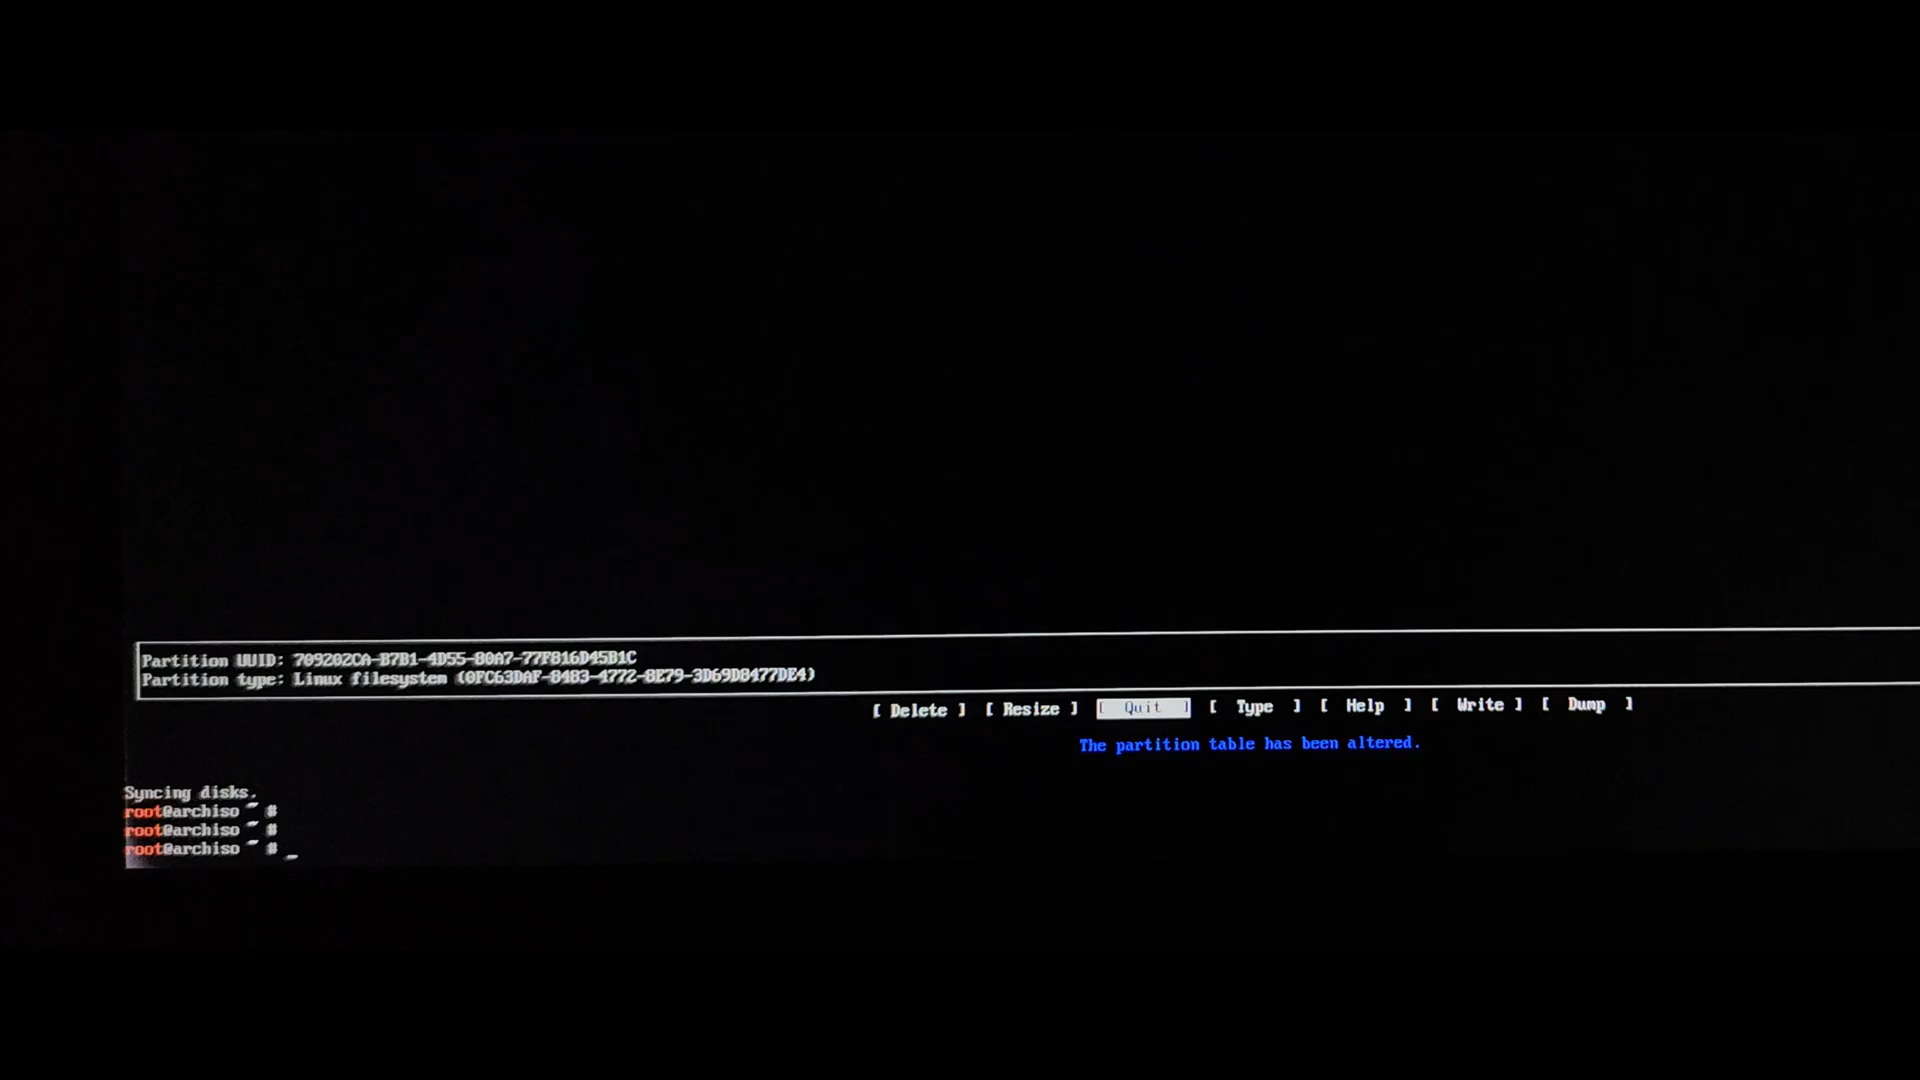 Partition UUID: 709202CA-B7B1-4D55-80A7-77F816D45B1C
Partition type: Linux filesystem (0FC63DAF-8483-4772-8E79-3D69D8477DE4)
[ Delete ] [ Resize ] [ Quit ] [ Type ] [ Help ] [ Write ] [ Dump ]
The partition table has been altered.
Syncing disks.
root@archiso ~ #
root@archiso ~ #
root@archiso ~ # _